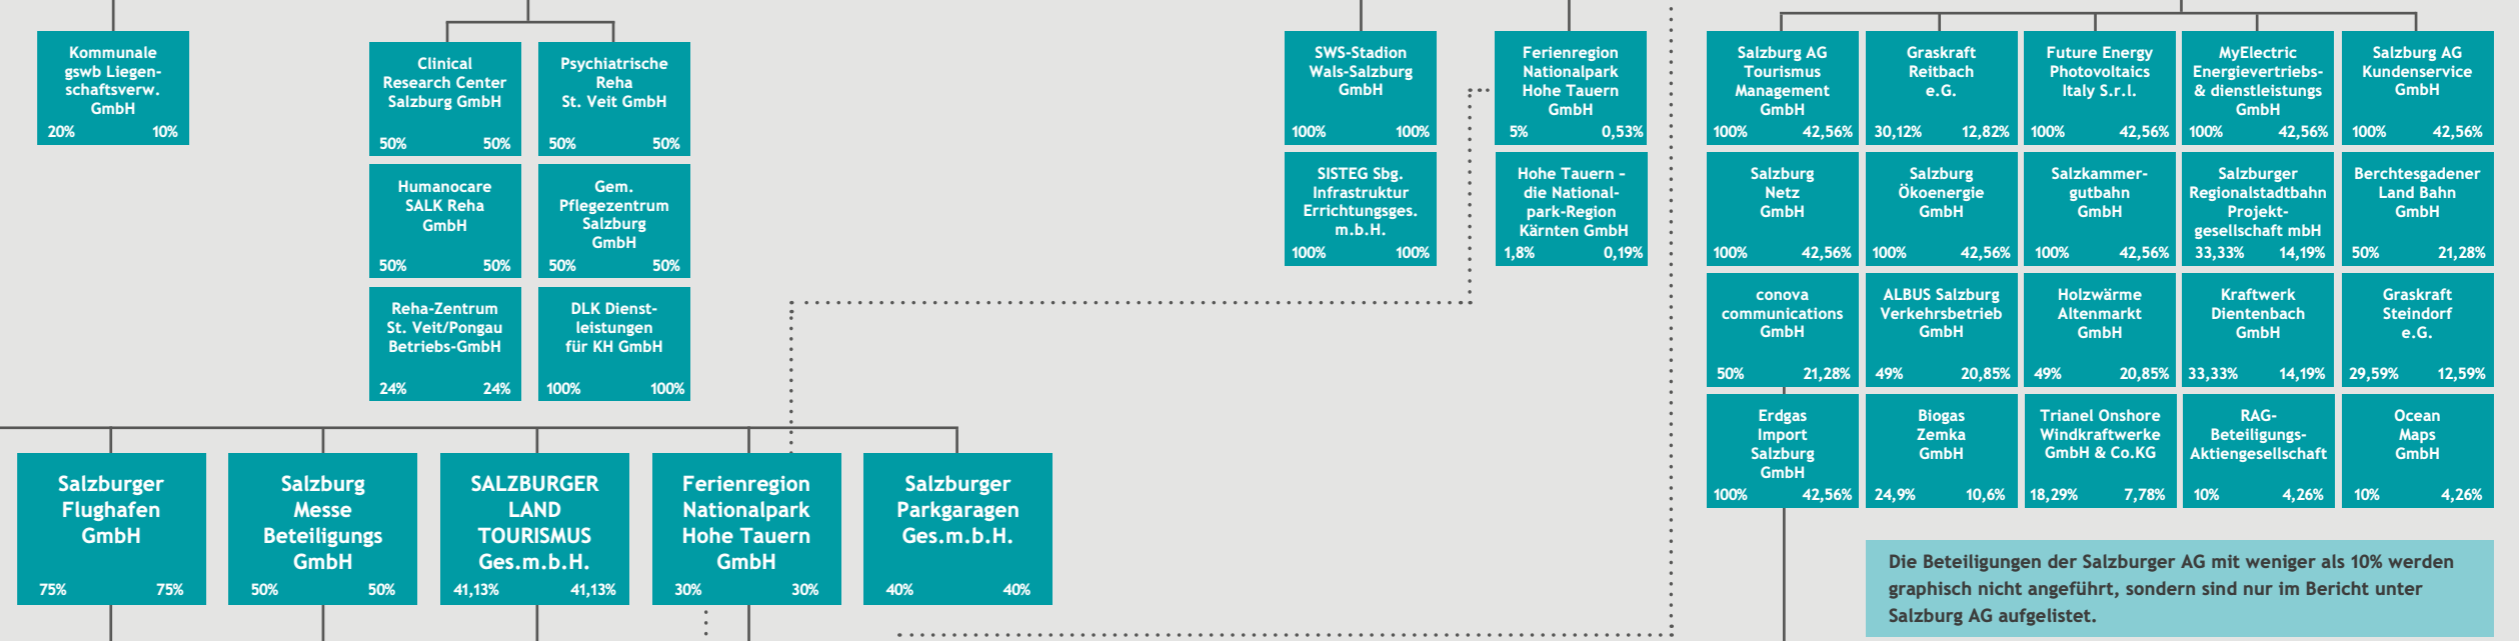 Kommunale
gswb Liegen-
schaftsverw.
GmbH
20% 10%
Clinical
Research Center
Salzburg GmbH
50% 50%
Psychiatrische
Reha
St. Veit GmbH
50% 50%
Humanocare
SALK Reha
GmbH
50% 50%
Gem.
Pflegezentrum
Salzburg
GmbH
50% 50%
Reha-Zentrum
St. Veit/Pongau
Betriebs-GmbH
24% 24%
DLK Dienst-
leistungen
für KH GmbH
100% 100%
SWS-Stadion
Wals-Salzburg
GmbH
100% 100%
Ferienregion
Nationalpark
Hohe Tauern
GmbH
5% 0,53%
SISTEG Sbg.
Infrastruktur
Errichtungsges.
m.b.H.
100% 100%
Hohe Tauern –
die National-
park-Region
Kärnten GmbH
1,8% 0,19%
Salzburg AG
Tourismus
Management
GmbH
100% 42,56%
Graskraft
Reitbach
e.G.
30,12% 12,82%
Future Energy
Photovoltaics
Italy S.r.l.
100% 42,56%
MyElectric
Energievertriebs-
& dienstleistungs
GmbH
100% 42,56%
Salzburg AG
Kundenservice
GmbH
100% 42,56%
Salzburg
Netz
GmbH
100% 42,56%
Salzburg
Ökoenergie
GmbH
100% 42,56%
Salzkammer-
gutbahn
GmbH
100% 42,56%
Salzburger
Regionalstadtbahn
Projekt-
gesellschaft mbH
33,33% 14,19%
Berchtesgadener
Land Bahn
GmbH
50% 21,28%
conova
communications
GmbH
50% 21,28%
ALBUS Salzburg
Verkehrsbetrieb
GmbH
49% 20,85%
Holzwärme
Altenmarkt
GmbH
49% 20,85%
Kraftwerk
Dientenbach
GmbH
33,33% 14,19%
Graskraft
Steindorf
e.G.
29,59% 12,59%
Erdgas
Import
Salzburg
GmbH
100% 42,56%
Biogas
Zemka
GmbH
24,9% 10,6%
Trianel Onshore
Windkraftwerke
GmbH & Co.KG
18,29% 7,78%
RAG-
Beteiligungs-
Aktiengesellschaft
10% 4,26%
Ocean
Maps
GmbH
10% 4,26%
Salzburger
Flughafen
GmbH
75% 75%
Salzburg
Messe
Beteiligungs
GmbH
50% 50%
SALZBURGER
LAND
TOURISMUS
Ges.m.b.H.
41,13% 41,13%
Ferienregion
Nationalpark
Hohe Tauern
GmbH
30% 30%
Salzburger
Parkgaragen
Ges.m.b.H.
40% 40%
Die Beteiligungen der Salzburger AG mit weniger als 10% werden
graphisch nicht angeführt, sondern sind nur im Bericht unter
Salzburg AG aufgelistet.